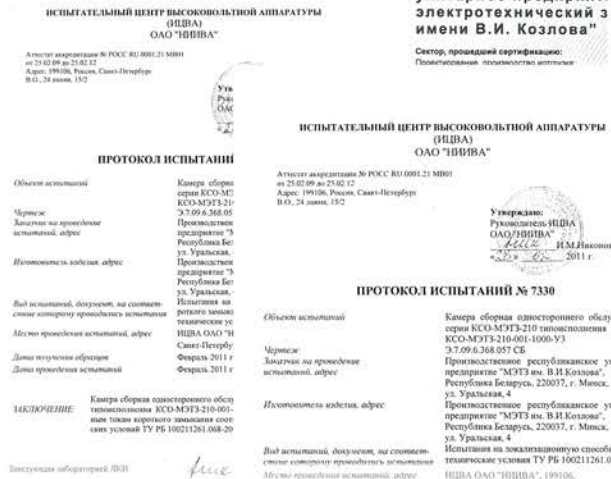 ИСПЫТАТЕЛЬНЫЙ ЦЕНТР ВЫСОКОВОЛЬТНОЙ АППАРАТУРЫ
(ИЦВА)
ОАО "НИИВА"
Аттестат аккредитации № РОСС RU.0001.21 МВ01
от 25.02.09 до 25.02.12
Адрес: 199106, Россия, Санкт-Петербург
В.О., 24 линия, 15/2
ПРОТОКОЛ ИСПЫТАНИЙ
Объект испытаний
Камера сборна
серии КСО-МЭ
КСО-МЭТЗ-21
Чертеж
Э.7.09.6.368.05
Заказчик на проведение испытаний, адрес
Производствен
предприятие "М
Республика Бел
ул. Уральская,
Изготовитель изделия, адрес
Производствен
предприятие "М
Республика Бел
ул. Уральская,
Вид испытаний, документ, на соответ-
ствие которому проводились испытания
Испытания на
роткого замык
технические ус
Место проведения испытаний, адрес
ИЦВА ОАО "Н
Санкт-Петербу
Дата получения образцов
Февраль 2011 г
Дата проведения испытаний
Февраль 2011 г
ЗАКЛЮЧЕНИЕ
Камера сборная одностороннего обслу
типоисполнения КСО-МЭТЗ-210-001-
ным токам короткого замыкания соот
ских условий ТУ РБ 100211261.068-20
Заведующая лабораторией
электротехнический з
имени В.И. Козлова"
Сектор, прошедший сертификацию:
ИСПЫТАТЕЛЬНЫЙ ЦЕНТР ВЫСОКОВОЛЬТНОЙ АППАРАТУРЫ
(ИЦВА)
ОАО "НИИВА"
Аттестат аккредитации № РОСС RU.0001.21 МВ01
от 25.02.09 до 25.02.12
Адрес: 199106, Россия, Санкт-Петербург
В.О., 24 линия, 15/2
Утверждаю:
Руководитель ИЦВА
ОАО "НИИВА"
И.М.Никонов
2011 г.
ПРОТОКОЛ ИСПЫТАНИЙ № 7330
Объект испытаний
Камера сборная одностороннего обслу
серии КСО-МЭТЗ-210 типоисполнения
КСО-МЭТЗ-210-001-1000-У3
Чертеж
Э.7.09.6.368.057 СБ
Заказчик на проведение
испытаний, адрес
Производственное республиканское ун
предприятие "МЭТЗ им. В.И.Козлова",
Республика Беларусь, 220037, г. Минск,
ул. Уральская, 4
Изготовитель изделия, адрес
Производственное республиканское ун
предприятие "МЭТЗ им. В.И.Козлова",
Республика Беларусь, 220037, г. Минск,
ул. Уральская, 4
Вид испытаний, документ, на соответ-
ствие которому проводились испытания
Испытания на локализационную способн
технические условия ТУ РБ 100211261.0
Место проведения испытаний, адрес
ИЦВА ОАО "НИИВА", 199106,